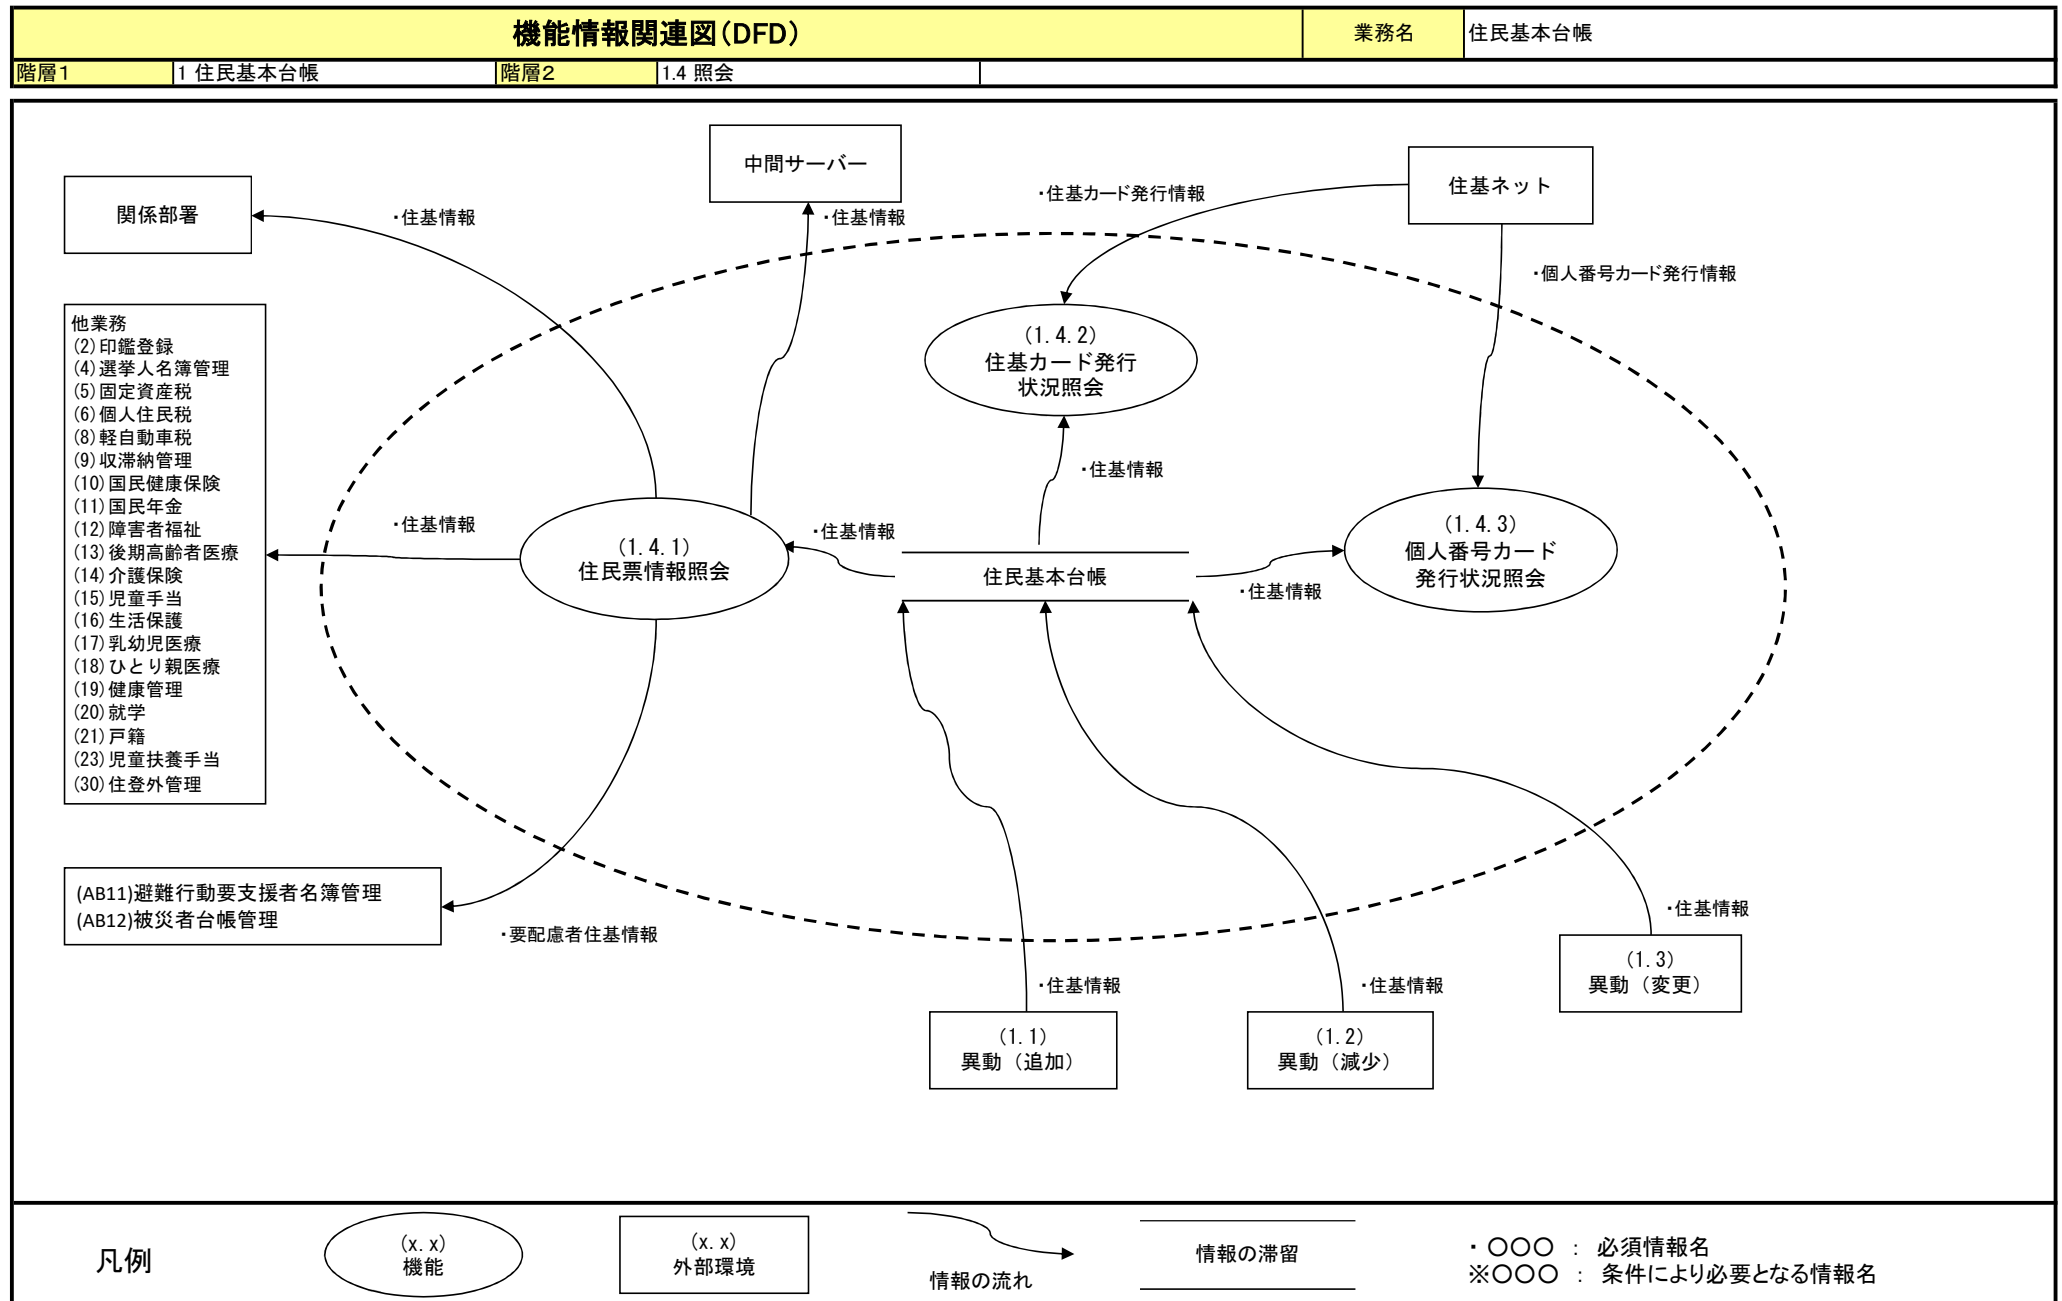 機能情報関連図(DFD)
業務名
住民基本台帳
階層1
1 住民基本台帳
階層2
1.4 照会
中間サーバー
住基ネット
関係部署
・住基情報
・住基情報
・住基カード発行情報
・個人番号カード発行情報
他業務
(2)印鑑登録
(4)選挙人名簿管理
(5)固定資産税
(6)個人住民税
(8)軽自動車税
(9)収滞納管理
(10)国民健康保険
(11)国民年金
(12)障害者福祉
(13)後期高齢者医療
(14)介護保険
(15)児童手当
(16)生活保護
(17)乳幼児医療
(18)ひとり親医療
(19)健康管理
(20)就学
(21)戸籍
(23)児童扶養手当
(30)住登外管理
(1.4.2)
住基カード発行
状況照会
・住基情報
・住基情報
(1.4.1)
住民票情報照会
・住基情報
住民基本台帳
・住基情報
(1.4.3)
個人番号カード
発行状況照会
(AB11)避難行動要支援者名簿管理
(AB12)被災者台帳管理
・要配慮者住基情報
・住基情報
(1.3)
異動（変更）
・住基情報
(1.1)
異動（追加）
・住基情報
(1.2)
異動（減少）
凡例
(x.x)
機能
(x.x)
外部環境
情報の流れ
情報の滞留
・〇〇〇 ： 必須情報名
※〇〇〇 ： 条件により必要となる情報名